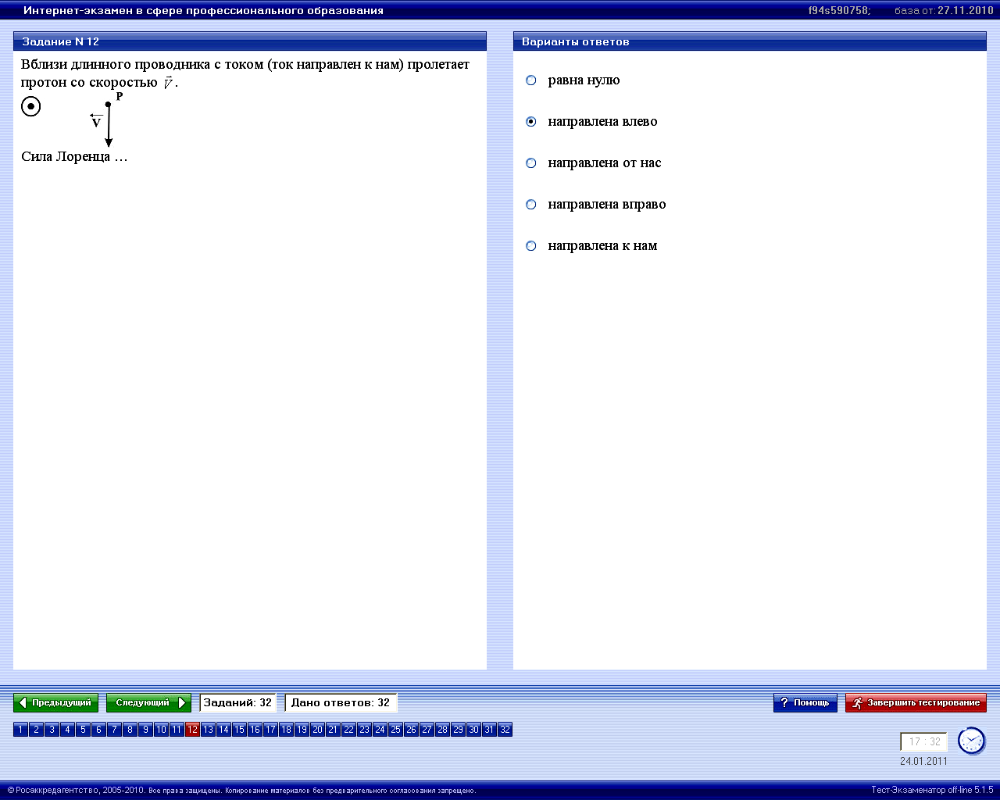 Интернет-экзамен в сфере профессионального образования
f94s590758; база от: 27.11.2010
Задание N 12
Вблизи длинного проводника с током (ток направлен к нам) пролетает
протон со скоростью V.
P
V
Сила Лоренца …
Варианты ответов
равна нулю
направлена влево
направлена от нас
направлена вправо
направлена к нам
Предыдущий Следующий Заданий: 32 Дано ответов: 32 ? Помощь Завершить тестирование
1 2 3 4 5 6 7 8 9 10 11 12 13 14 15 16 17 18 19 20 21 22 23 24 25 26 27 28 29 30 31 32
17 : 32
24.01.2011
© Росаккредагентство, 2005-2010. Все права защищены. Копирование материалов без предварительного согласования запрещено.
Тест-Экзаменатор off-line 5.1.5